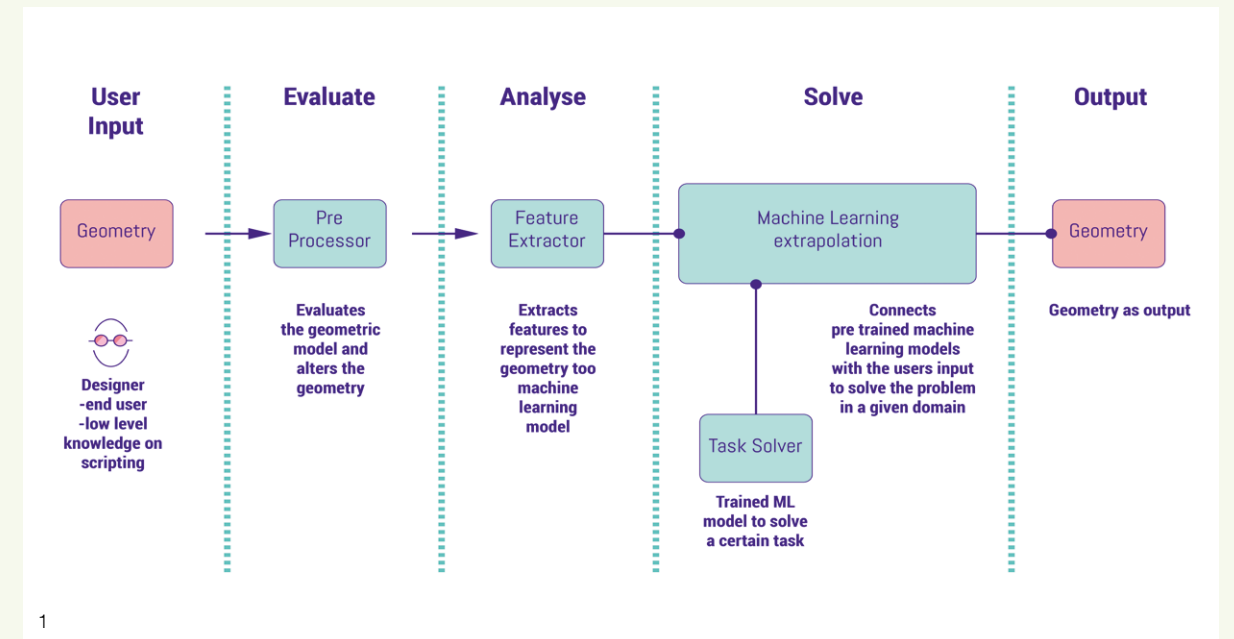 User
Input
Evaluate
Analyse
Solve
Output
Geometry
Pre
Processor
Feature
Extractor
Machine Learning
extrapolation
Geometry
Designer
-end user
-low level
knowledge on
scripting
Evaluates
the geometric
model and
alters the
geometry
Extracts
features to
represent the
geometry too
machine
learning
model
Connects
pre trained machine
learning models
with the users input
to solve the problem
in a given domain
Geometry as output
Task Solver
Trained ML
model to solve
a certain task
1